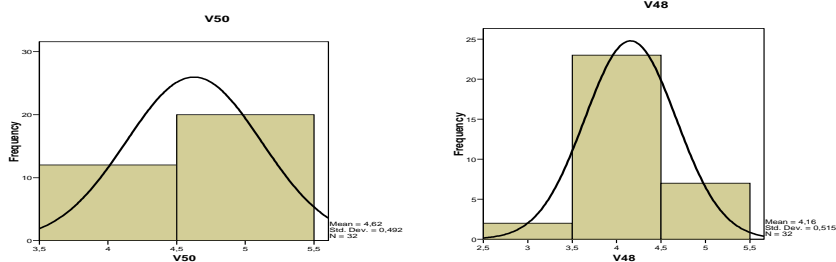 V50
Frequency
30
20
10
0
3,5
4
4,5
5
5,5
V50
Mean = 4,62
Std. Dev. = 0,492
N = 32
V48
Frequency
25
20
15
10
5
0
2,5
3
3,5
4
4,5
5
5,5
V48
Mean = 4,16
Std. Dev. = 0,515
N = 32